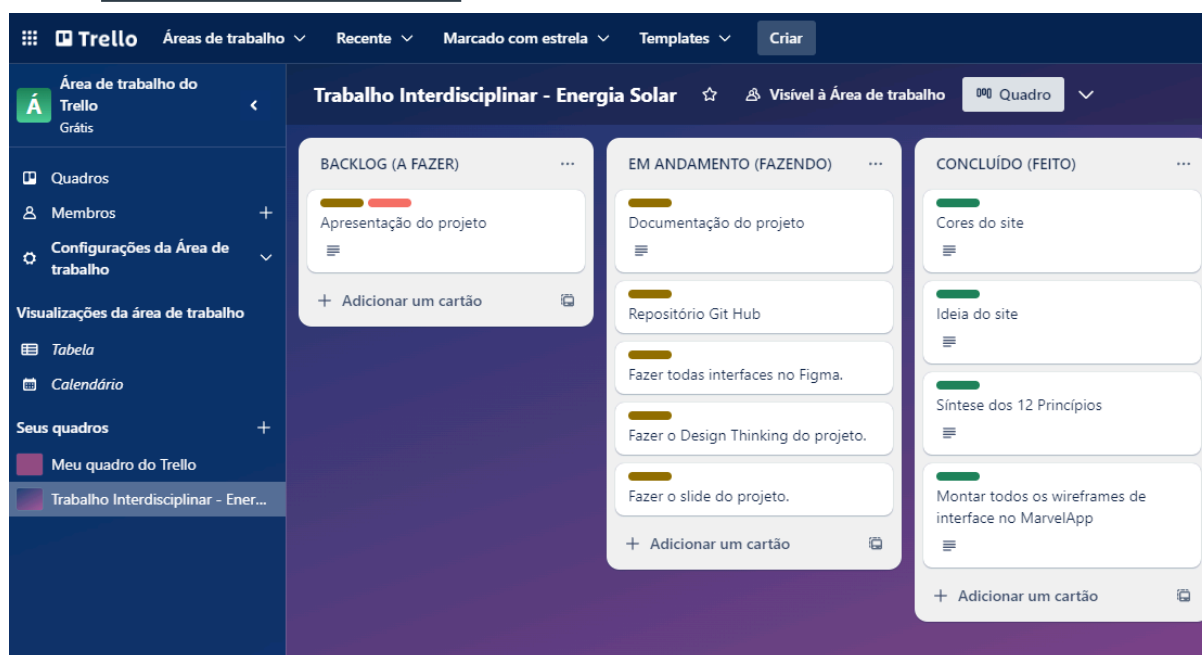 Trello
Áreas de trabalho
Recente
Marcado com estrela
Templates
Criar
Á
Área de trabalho do
Trello
Grátis
Quadros
Membros
Configurações da Área de
trabalho
Visualizações da área de trabalho
Tabela
Calendário
Seus quadros
Meu quadro do Trello
Trabalho Interdisciplinar - Ener...
Trabalho Interdisciplinar - Energia Solar
Visível à Área de trabalho
Quadro
BACKLOG (A FAZER)
Apresentação do projeto
+ Adicionar um cartão
EM ANDAMENTO (FAZENDO)
Documentação do projeto
Repositório Git Hub
Fazer todas interfaces no Figma.
Fazer o Design Thinking do projeto.
Fazer o slide do projeto.
+ Adicionar um cartão
CONCLUÍDO (FEITO)
Cores do site
Ideia do site
Síntese dos 12 Princípios
Montar todos os wireframes de
interface no MarvelApp
+ Adicionar um cartão